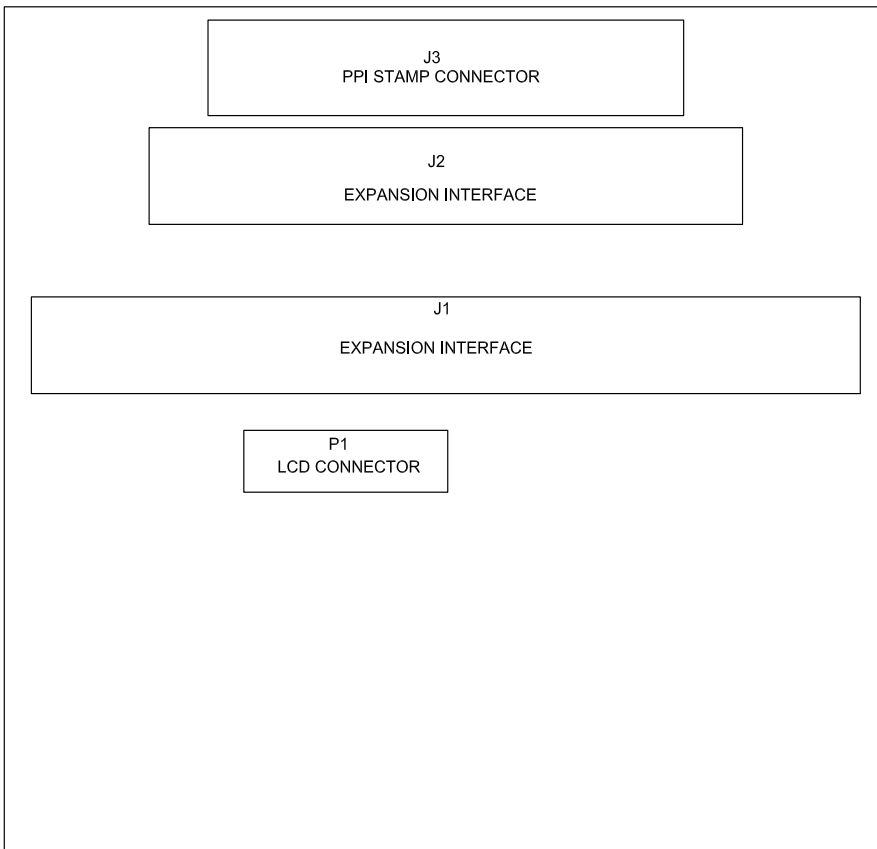 J3
PPI STAMP CONNECTOR
J2
EXPANSION INTERFACE
J1
EXPANSION INTERFACE
P1
LCD CONNECTOR